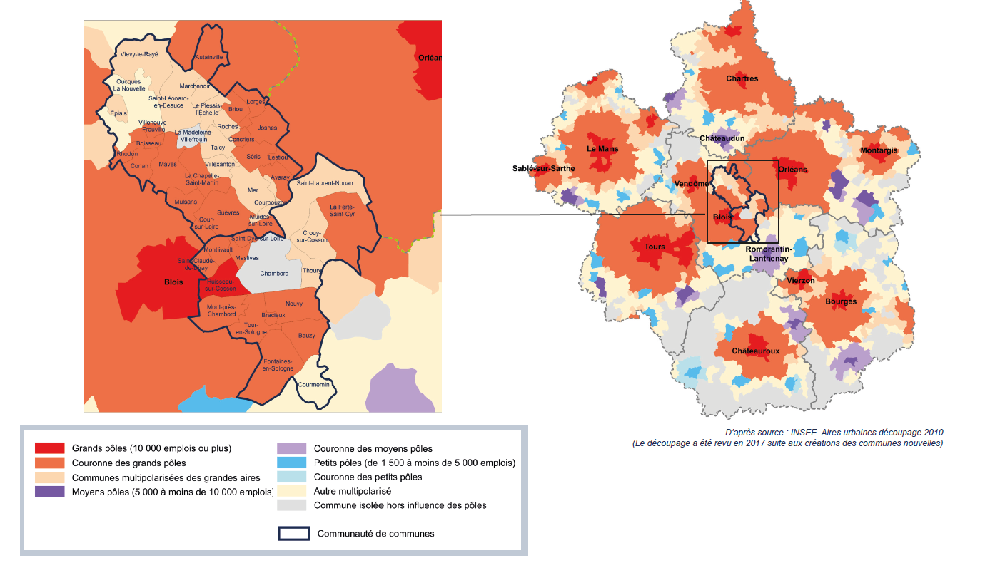 Orléan
Vievy-le-Rayé
Autainville
Oucques
La Nouvelle
Marchenoir
Saint-Léonard-
en-Beauce
Lorges
Le Plessis-
l'Échelle
Briou
Épiais
Villeneuve-
Frouville
Roches
Josnes
La Madeleine-
Villefrouin
Concriers
Boisseau
Talcy
Rhodon
Séris
Lestiou
Conan
Maves
Villexanton
Avaray
La Chapelle-
Saint-Martin
Saint-Laurent-Nouan
Mer
Mulsans
Courbouzon
La Ferté-
Saint-Cyr
Suèvres
Muides-
sur-Loire
Cour-
sur-Loire
Saint-Dyé-sur-Loire
Crouy-
sur-Cosson
Montlivault
Maslives
Saint-Claude-
de-Diray
Chambord
Thoury
Blois
Huisseau-
sur-Cosson
Neuvy
Mont-près-
Chambord
Bracieux
Tour-
en-Sologne
Bauzy
Fontaines-
en-Sologne
Courmemin
Chartres
Châteaudun
Le Mans
Montargis
Sablé-sur-Sarthe
Orléans
Vendôme
Blois
Tours
Romorantin-
Lanthenay
Vierzon
Bourges
Châteauroux
D'après source : INSEE Aires urbaines découpage 2010
(Le découpage a été revu en 2017 suite aux créations des communes nouvelles)
Grands pôles (10 000 emplois ou plus)
Couronne des grands pôles
Communes multipolarisées des grandes aires
Moyens pôles (5 000 à moins de 10 000 emplois)
Couronne des moyens pôles
Petits pôles (de 1 500 à moins de 5 000 emplois)
Couronne des petits pôles
Autre multipolarisé
Commune isolée hors influence des pôles
Communauté de communes